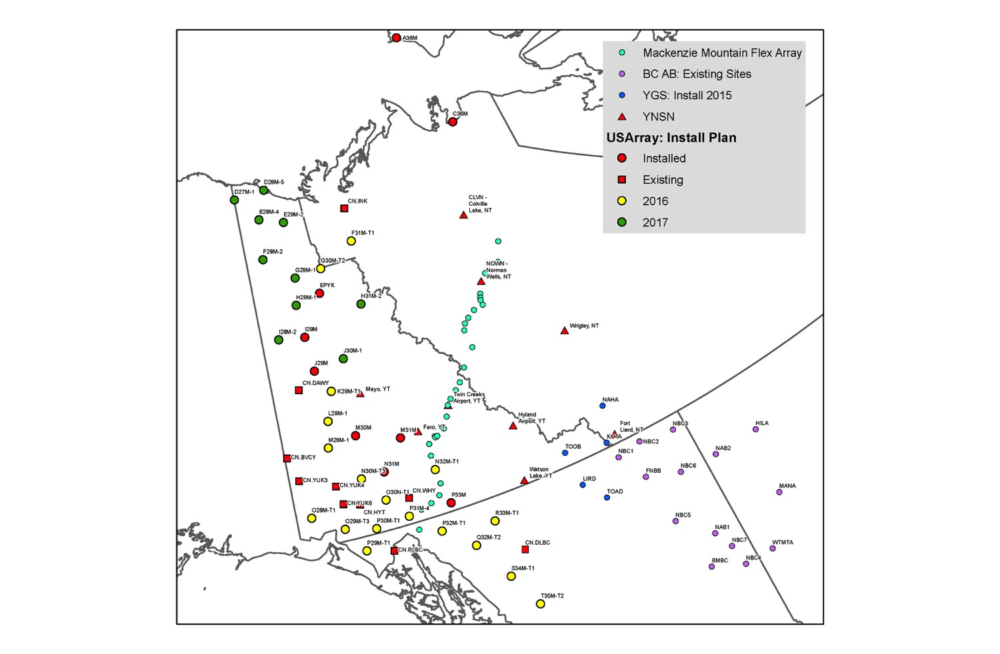 A36M
Mackenzie Mountain Flex Array
BC AB: Existing Sites
YGS: Install 2015
YNSN
USArray: Install Plan
Installed
Existing
2016
2017
C36M
D28M-5
D27M-1
CN.INK
CLVN -
Colville
Lake, NT
E28M-4
E29M-2
F31M-T1
F28M-2
G30M-T2
NOWN -
Norman
Wells, NT
G29M-1
EPYK
H29M-1
H31M-2
I28M-2
I29M
Wrigley, NT
J30M-1
J29M
CN.DAWY
K29M-T1
Mayo, YT
Twin Creeks
Airport, YT
NAHA
L29M-1
Hyland
Airport, YT
M30M
M31M
Faro, YT
Fort
Liard, NT
KOTA
NBC3
HILA
M29M-1
TOOB
NBC2
NBC1
NAB2
CN.BVCY
N31M
N32M-T1
N30M-T3
Watson
Lake, YT
FNBB
NBC6
CN.YUK3
CN.YUK4
LIRD
TOAD
MANA
O30N-T1
CN.WHY
P33M
CN.YUK6
CN.HYT
O28M-T1
P31M-4
R33M-T1
NBC5
O29M-T3
P30M-T1
P32M-T1
NAB1
P29M-T1
CN.PLBC
Q32M-T2
CN.DLBC
NBC7
WTMTA
BMBC
NBC4
S34M-T1
T35M-T2